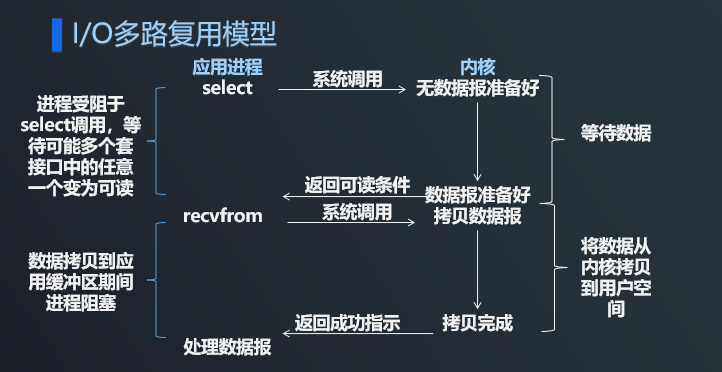 I/O多路复用模型
应用进程
内核
select
系统调用
无数据报准备好
进程受阻于
select调用，等
待可能多个套
接口中的任意
一个变为可读
等待数据
返回可读条件
数据报准备好
recvfrom
系统调用
拷贝数据报
数据拷贝到应
用缓冲区期间
进程阻塞
将数据从
内核拷贝
到用户空
间
返回成功指示
拷贝完成
处理数据报